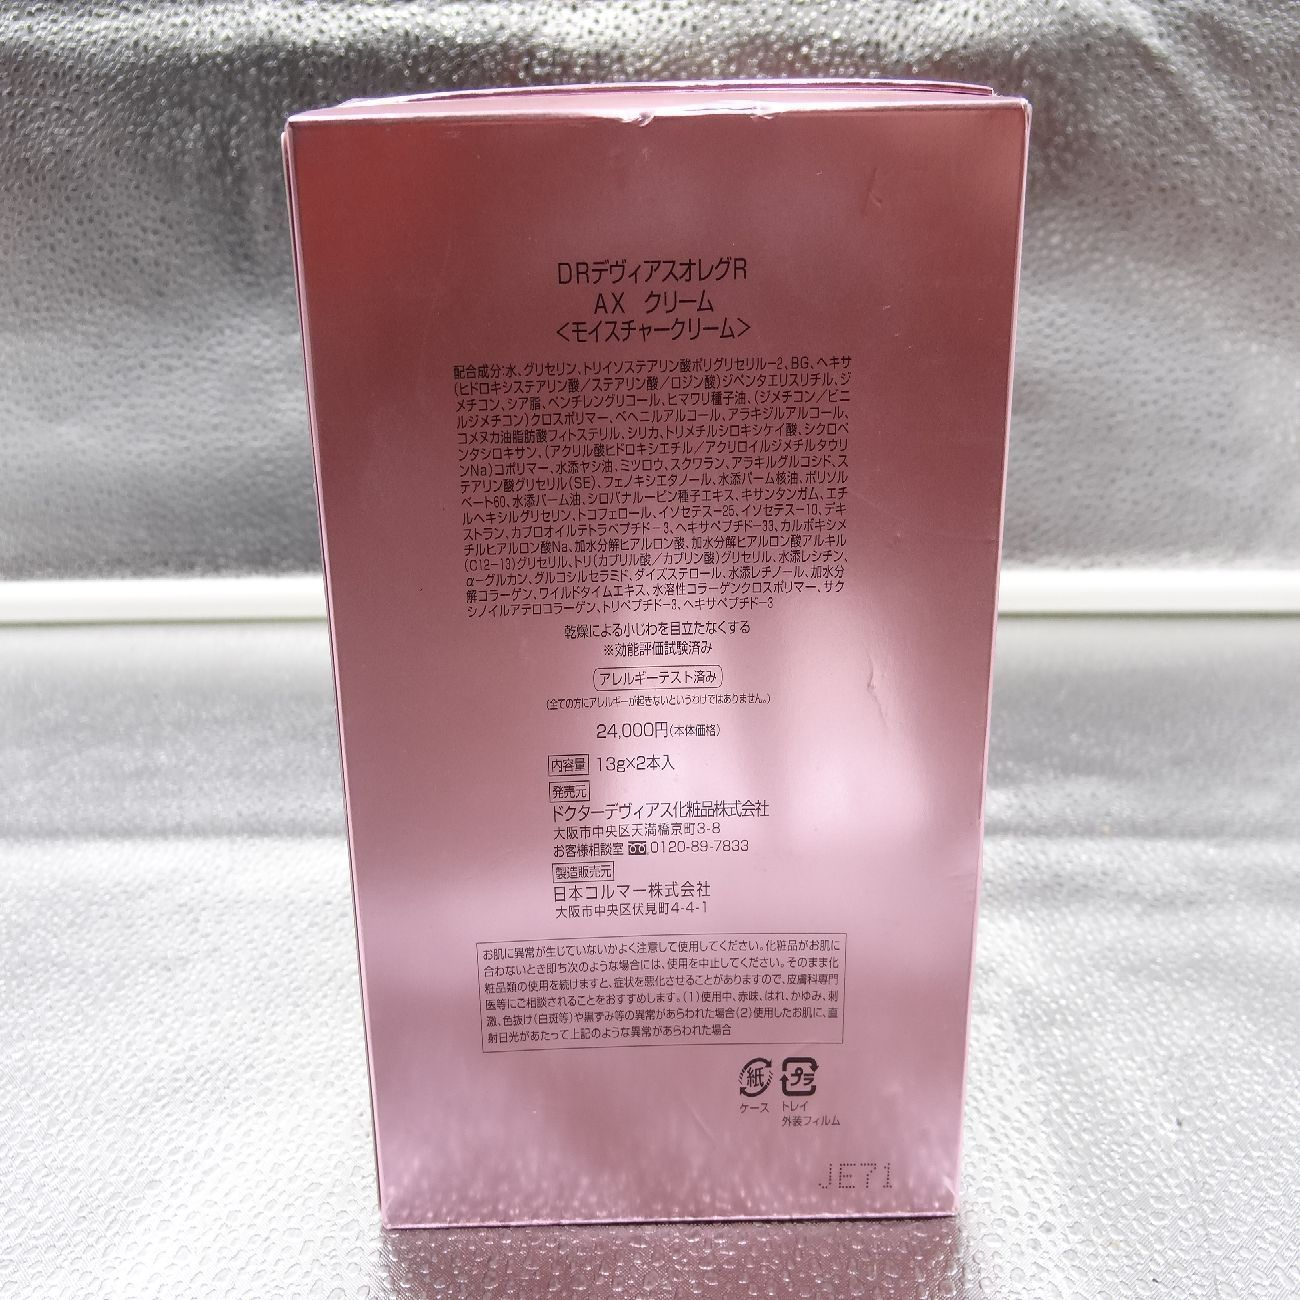 DRデヴィアスオレグR
AX クリーム
<モイスチャークリーム>
配合成分:水、グリセリン、トリイソステアリン酸ポリグリセリル-2、BG、ヘキサ
(ヒドロキシステアリン酸/ステアリン酸/ロジン酸)ジペンタエリスリチル、ジ
メチコン、シア脂、ペンチレングリコール、ヒマワリ種子油、(ジメチコン/ビニ
ルジメチコン)クロスポリマー、ベヘニルアルコール、アラキジルアルコール、
コメヌカ油脂肪酸フィトステリル、シリカ、トリメチルシロキシケイ酸、シクロペ
ンタシロキサン、(アクリル酸ヒドロキシエチル/アクリロイルジメチルタウリ
ンNa)コポリマー、水添ヤシ油、ミツロウ、スクワラン、アラキルグルコシド、ス
テアリン酸グリセリル(SE)、フェノキシエタノール、水添パーム核油、ポリソル
ベート60、水添パーム油、シロバナルーピン種子エキス、キサンタンガム、エチ
ルヘキシルグリセリン、トコフェロール、イソセテス-25、イソセテス-10、デキ
ストラン、カプロオイルテトラペプチド-3、ヘキサペプチド-33、カルボキシメ
チルヒアルロン酸Na、加水分解ヒアルロン酸、加水分解ヒアルロン酸アルキル
(C12-13)グリセリル、トリ(カプリル酸/カプリン酸)グリセリル、水添レシチン、
α-グルカン、グルコシルセラミド、ダイズステロール、水添レチノール、加水分
解コラーゲン、ワイルドタイムエキス、水溶性コラーゲンクロスポリマー、サク
シノイルアテロコラーゲン、トリペプチド-3、ヘキサペプチド-3
乾燥による小じわを目立たなくする
※効能評価試験済み
アレルギーテスト済み
(全ての方にアレルギーが起きないというわけではありません。)
24,000円(本体価格)
内容量 13g×2本入
発売元
ドクターデヴィアス化粧品株式会社
大阪市中央区天満橋京町3-8
お客様相談室 0120-89-7833
製造販売元
日本コルマー株式会社
大阪市中央区伏見町4-4-1
お肌に異常が生じていないかよく注意して使用してください。化粧品がお肌に
合わないとき即ち次のような場合には、使用を中止してください。そのまま化
粧品類の使用を続けますと、症状を悪化させることがありますので、皮膚科専門
医等にご相談されることをおすすめします。(1)使用中、赤味、はれ、かゆみ、刺
激、色抜け(白斑等)や黒ずみ等の異常があらわれた場合(2)使用したお肌に、直
射日光があたって上記のような異常があらわれた場合
紙 プラ
ケース トレイ
外装フィルム
JE71